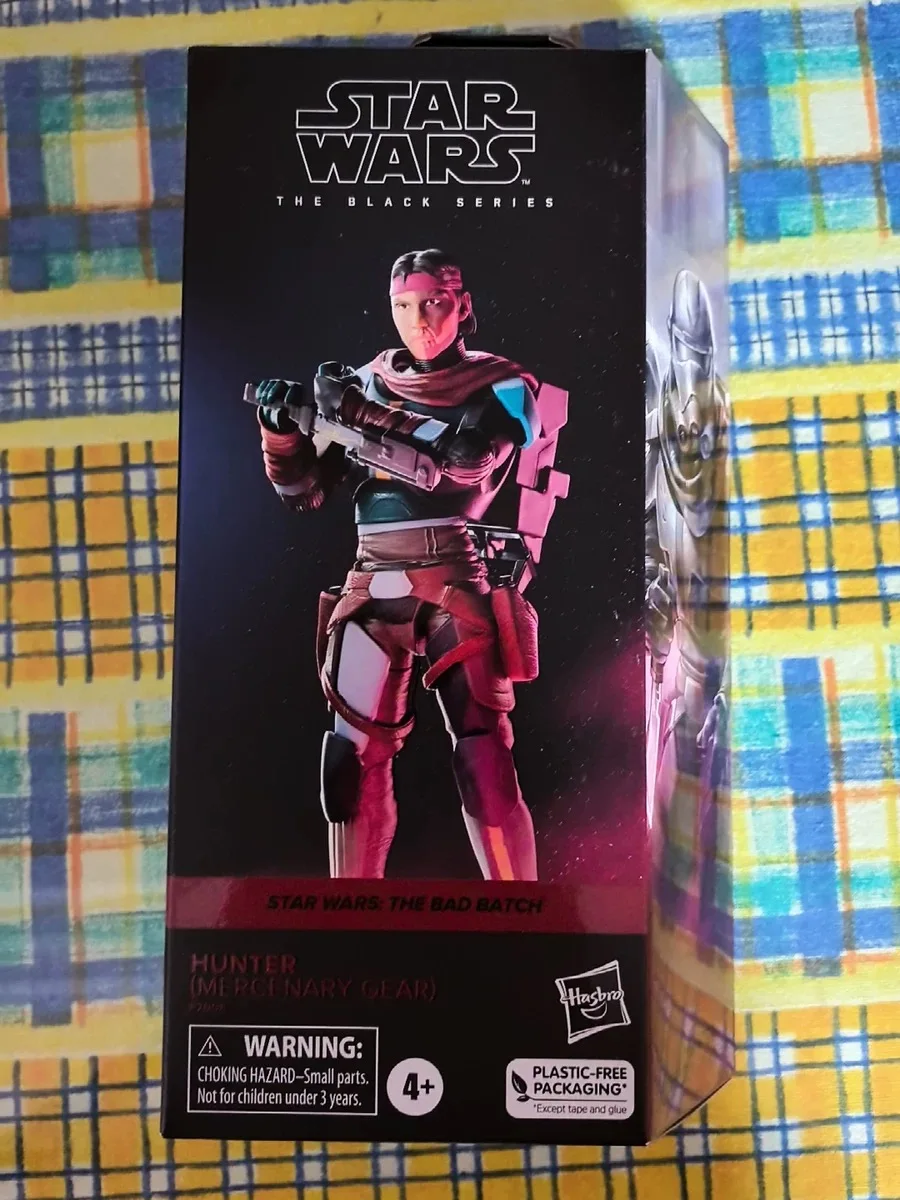 STAR
WARS™
THE BLACK SERIES
STAR WARS: THE BAD BATCH
HUNTER
(MERCENARY GEAR)
Hasbro
⚠ WARNING:
CHOKING HAZARD–Small parts.
Not for children under 3 years.
4+
PLASTIC-FREE
PACKAGING*
*Except tape and glue